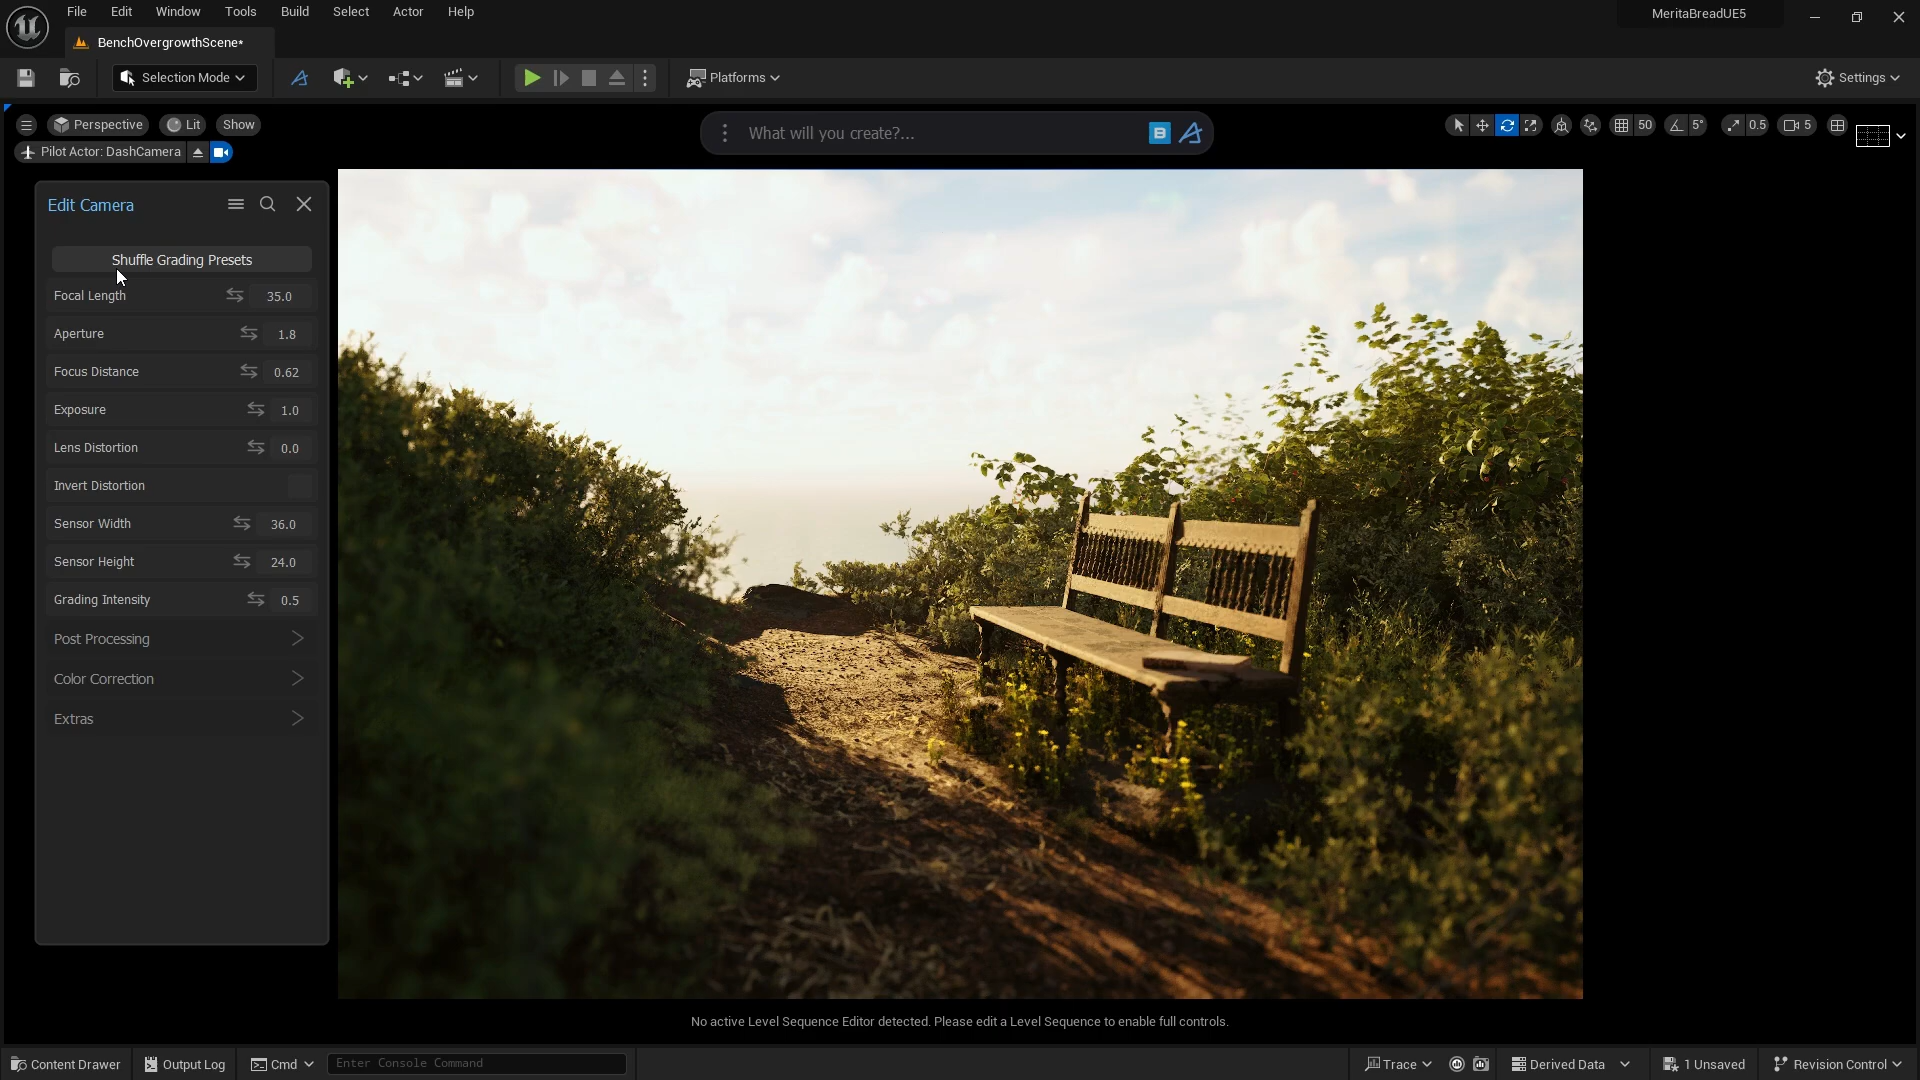 File Edit Window Tools Build Select Actor Help
MeritaBreadUE5
BenchOvergrowthScene*
Selection Mode
Platforms
Settings
Perspective Lit Show
What will you create?...
50 5° 0.5 5
Pilot Actor: DashCamera
Edit Camera
Shuffle Grading Presets
Focal Length 35.0
Aperture 1.8
Focus Distance 0.62
Exposure 1.0
Lens Distortion 0.0
Invert Distortion
Sensor Width 36.0
Sensor Height 24.0
Grading Intensity 0.5
Post Processing
Color Correction
Extras
No active Level Sequence Editor detected. Please edit a Level Sequence to enable full controls.
Content Drawer Output Log Cmd Enter Console Command Trace Derived Data 1 Unsaved Revision Control